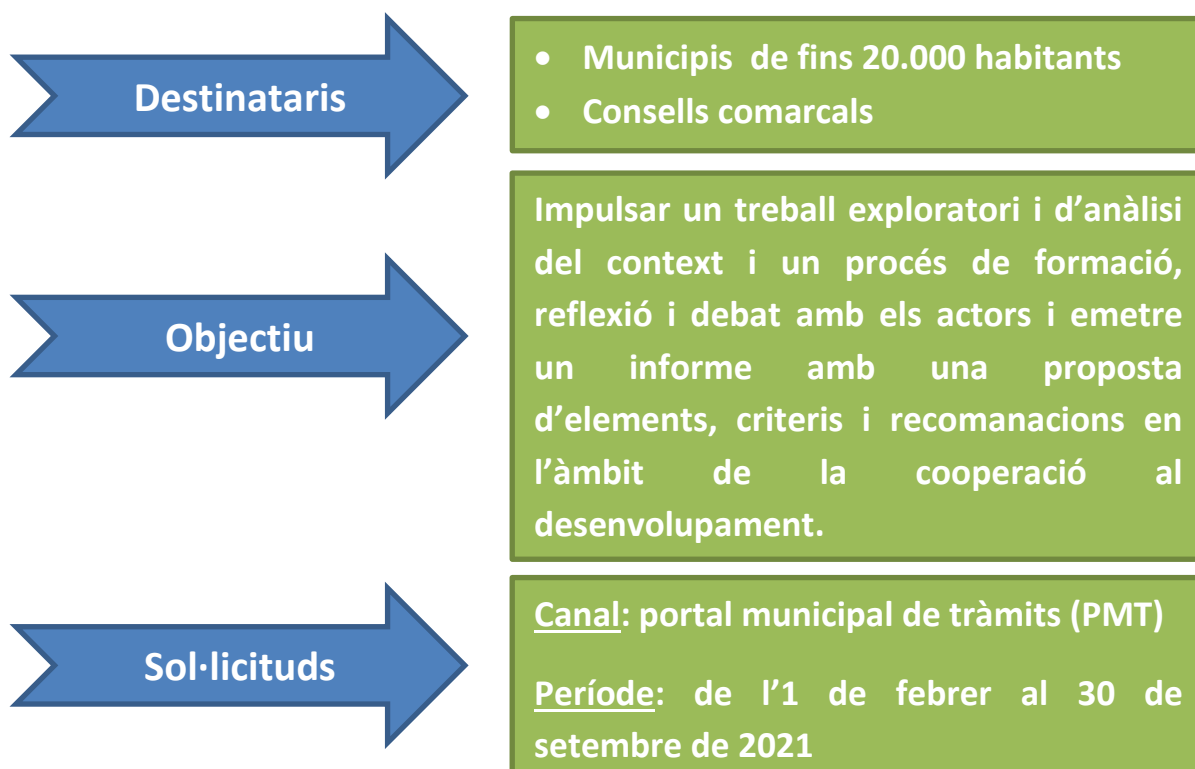 Destinataris
• Municipis de fins 20.000 habitants
• Consells comarcals
Objectiu
Impulsar un treball exploratori i d’anàlisi
del context i un procés de formació,
reflexió i debat amb els actors i emetre
un informe amb una proposta
d’elements, criteris i recomanacions en
l’àmbit de la cooperació al
desenvolupament.
Sol·licituds
Canal: portal municipal de tràmits (PMT)
Període: de l’1 de febrer al 30 de
setembre de 2021